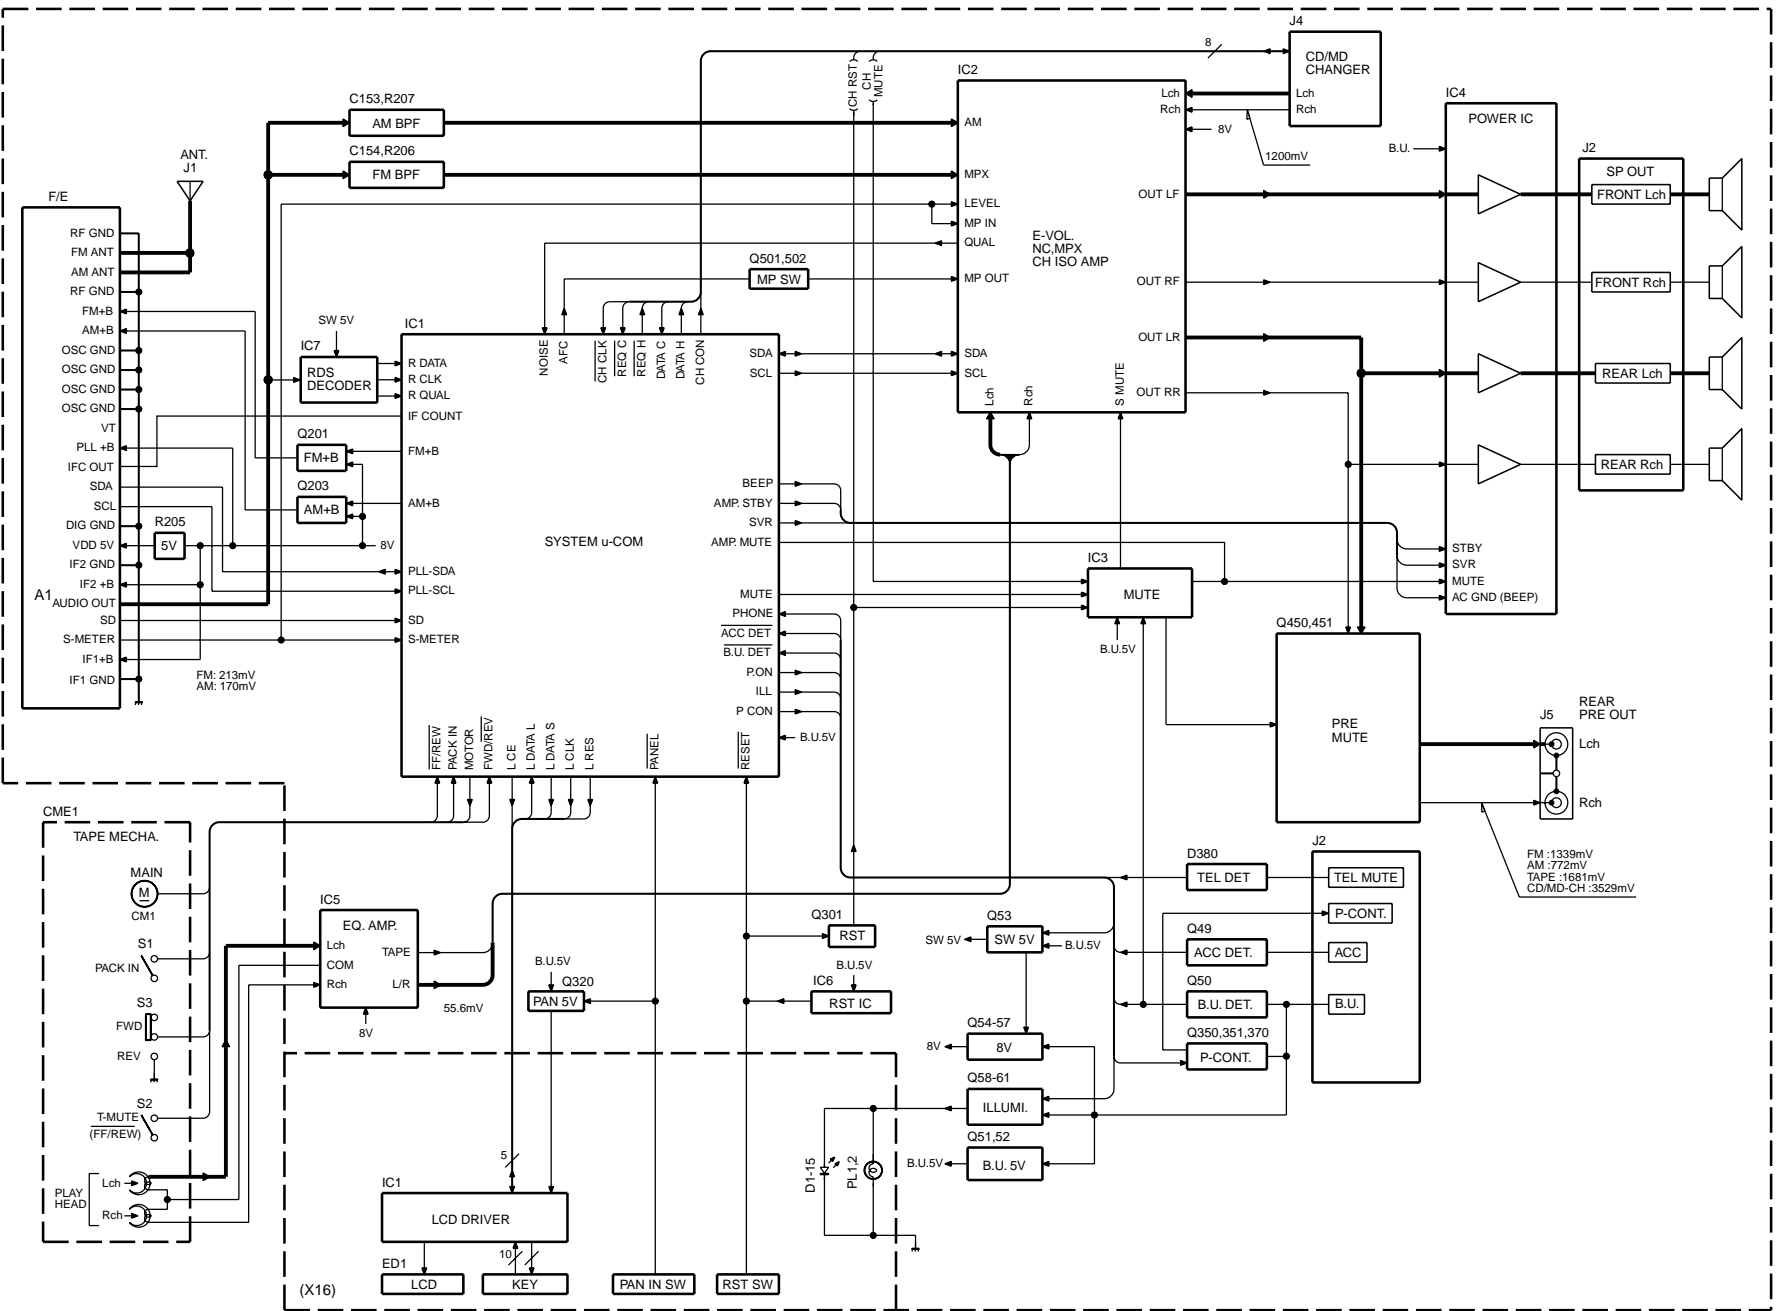 J4
CD/MD
CHANGER
Lch
Rch
8
CH RST
CH
MUTE
IC2
Lch
Rch
8V
1200mV
AM
MPX
LEVEL
MP IN
QUAL
MP OUT
SDA
SCL
E-VOL.
NC,MPX
CH ISO AMP
OUT LF
OUT RF
OUT LR
OUT RR
Lch
Rch
S MUTE
IC4
POWER IC
B.U.
STBY
SVR
MUTE
AC GND (BEEP)
J2
SP OUT
FRONT Lch
FRONT Rch
REAR Lch
REAR Rch
C153,R207
AM BPF
C154,R206
FM BPF
ANT.
J1
F/E
RF GND
FM ANT
AM ANT
RF GND
FM+B
AM+B
OSC GND
OSC GND
OSC GND
OSC GND
VT
PLL +B
IFC OUT
SDA
SCL
DIG GND
VDD 5V
IF2 GND
IF2 +B
A1
AUDIO OUT
SD
S-METER
IF1+B
IF1 GND
FM: 213mV
AM: 170mV
R205
5V
8V
SW 5V
IC7
RDS
DECODER
Q201
FM+B
Q203
AM+B
Q501,502
MP SW
IC1
R DATA
R CLK
R QUAL
IF COUNT
FM+B
AM+B
PLL-SDA
PLL-SCL
SD
S-METER
NOISE
AFC
CH CLK
REQ C
REQ H
DATA C
DATA H
CH CON
SYSTEM u-COM
SDA
SCL
BEEP
AMP. STBY
SVR
AMP. MUTE
MUTE
PHONE
ACC DET
B.U. DET
P.ON
ILL
P CON
B.U.5V
FF/REW
PACK IN
MOTOR
FWD/REV
L CE
L DATA L
L DATA S
L CLK
L RES
PANEL
RESET
IC3
MUTE
B.U.5V
Q450,451
PRE
MUTE
REAR
PRE OUT
J5
Lch
Rch
FM :1339mV
AM :772mV
TAPE :1681mV
CD/MD-CH :3529mV
CME1
TAPE MECHA.
MAIN
M
CM1
S1
PACK IN
S3
FWD
REV
S2
T-MUTE
(FF/REW)
PLAY
HEAD
Lch
Rch
IC5
EQ. AMP.
Lch
COM
Rch
TAPE
L/R
8V
55.6mV
B.U.5V
Q320
PAN 5V
Q301
RST
B.U.5V
IC6
RST IC
Q53
SW 5V
SW 5V
B.U.5V
Q54-57
8V
8V
Q58-61
ILLUMI.
Q51,52
B.U.5V
B.U. 5V
D380
TEL DET
Q49
ACC DET.
Q50
B.U. DET.
Q350,351,370
P-CONT.
J2
TEL MUTE
P-CONT.
ACC
B.U.
D1-15
PL1,2
5
IC1
LCD DRIVER
10
ED1
LCD
KEY
PAN IN SW
RST SW
(X16)